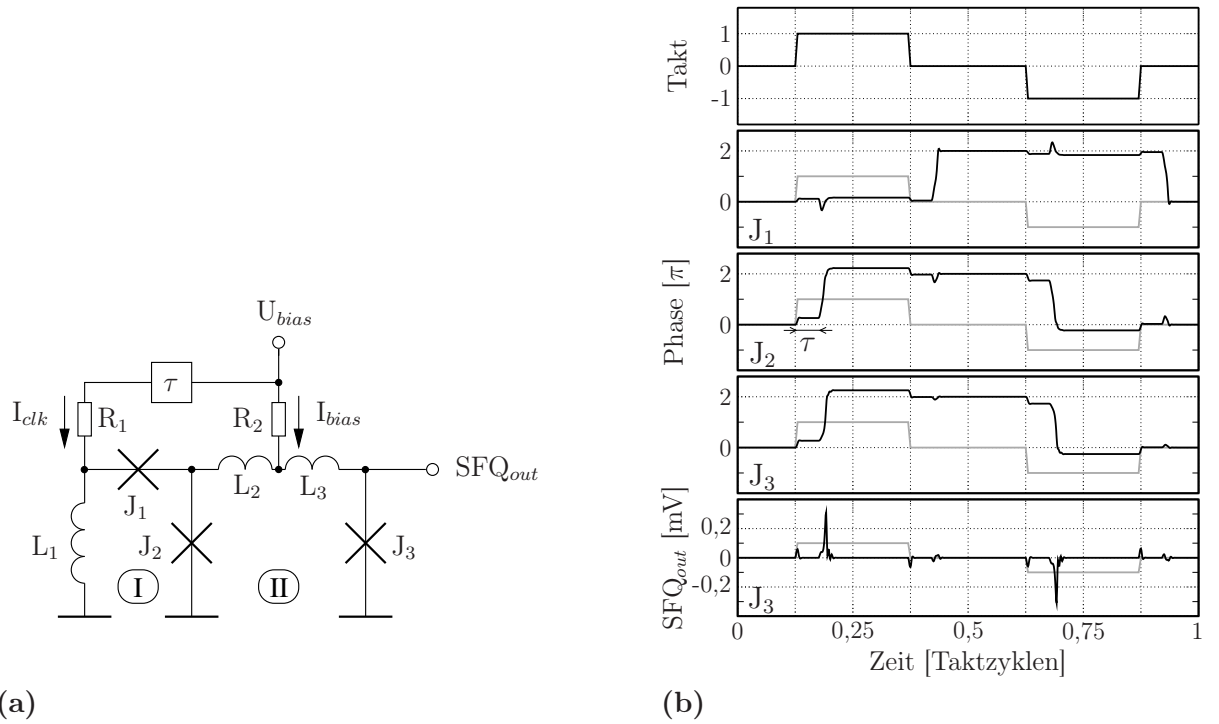 U_bias
τ
I_clk
R_1
R_2
I_bias
SFQ_out
J_1
L_2
L_3
L_1
J_2
J_3
I
II
(a)
Takt
1
0
-1
2
0
J_1
Phase [π]
2
0
τ
J_2
2
0
J_3
SFQ_out [mV]
0,2
0
-0,2
J_3
0
0,25
0,5
0,75
1
Zeit [Taktzyklen]
(b)